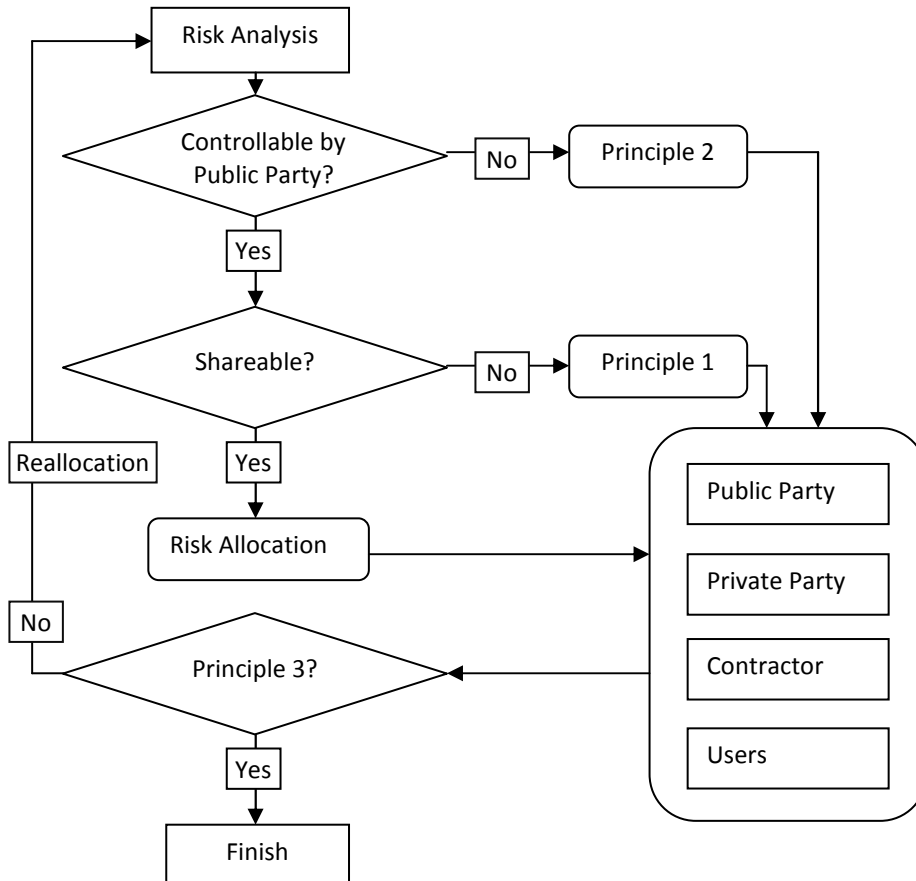 Risk Analysis
Controllable by
Public Party?
No
Principle 2
Yes
Shareable?
No
Principle 1
Yes
Reallocation
Risk Allocation
Public Party
Private Party
Contractor
Users
No
Principle 3?
Yes
Finish